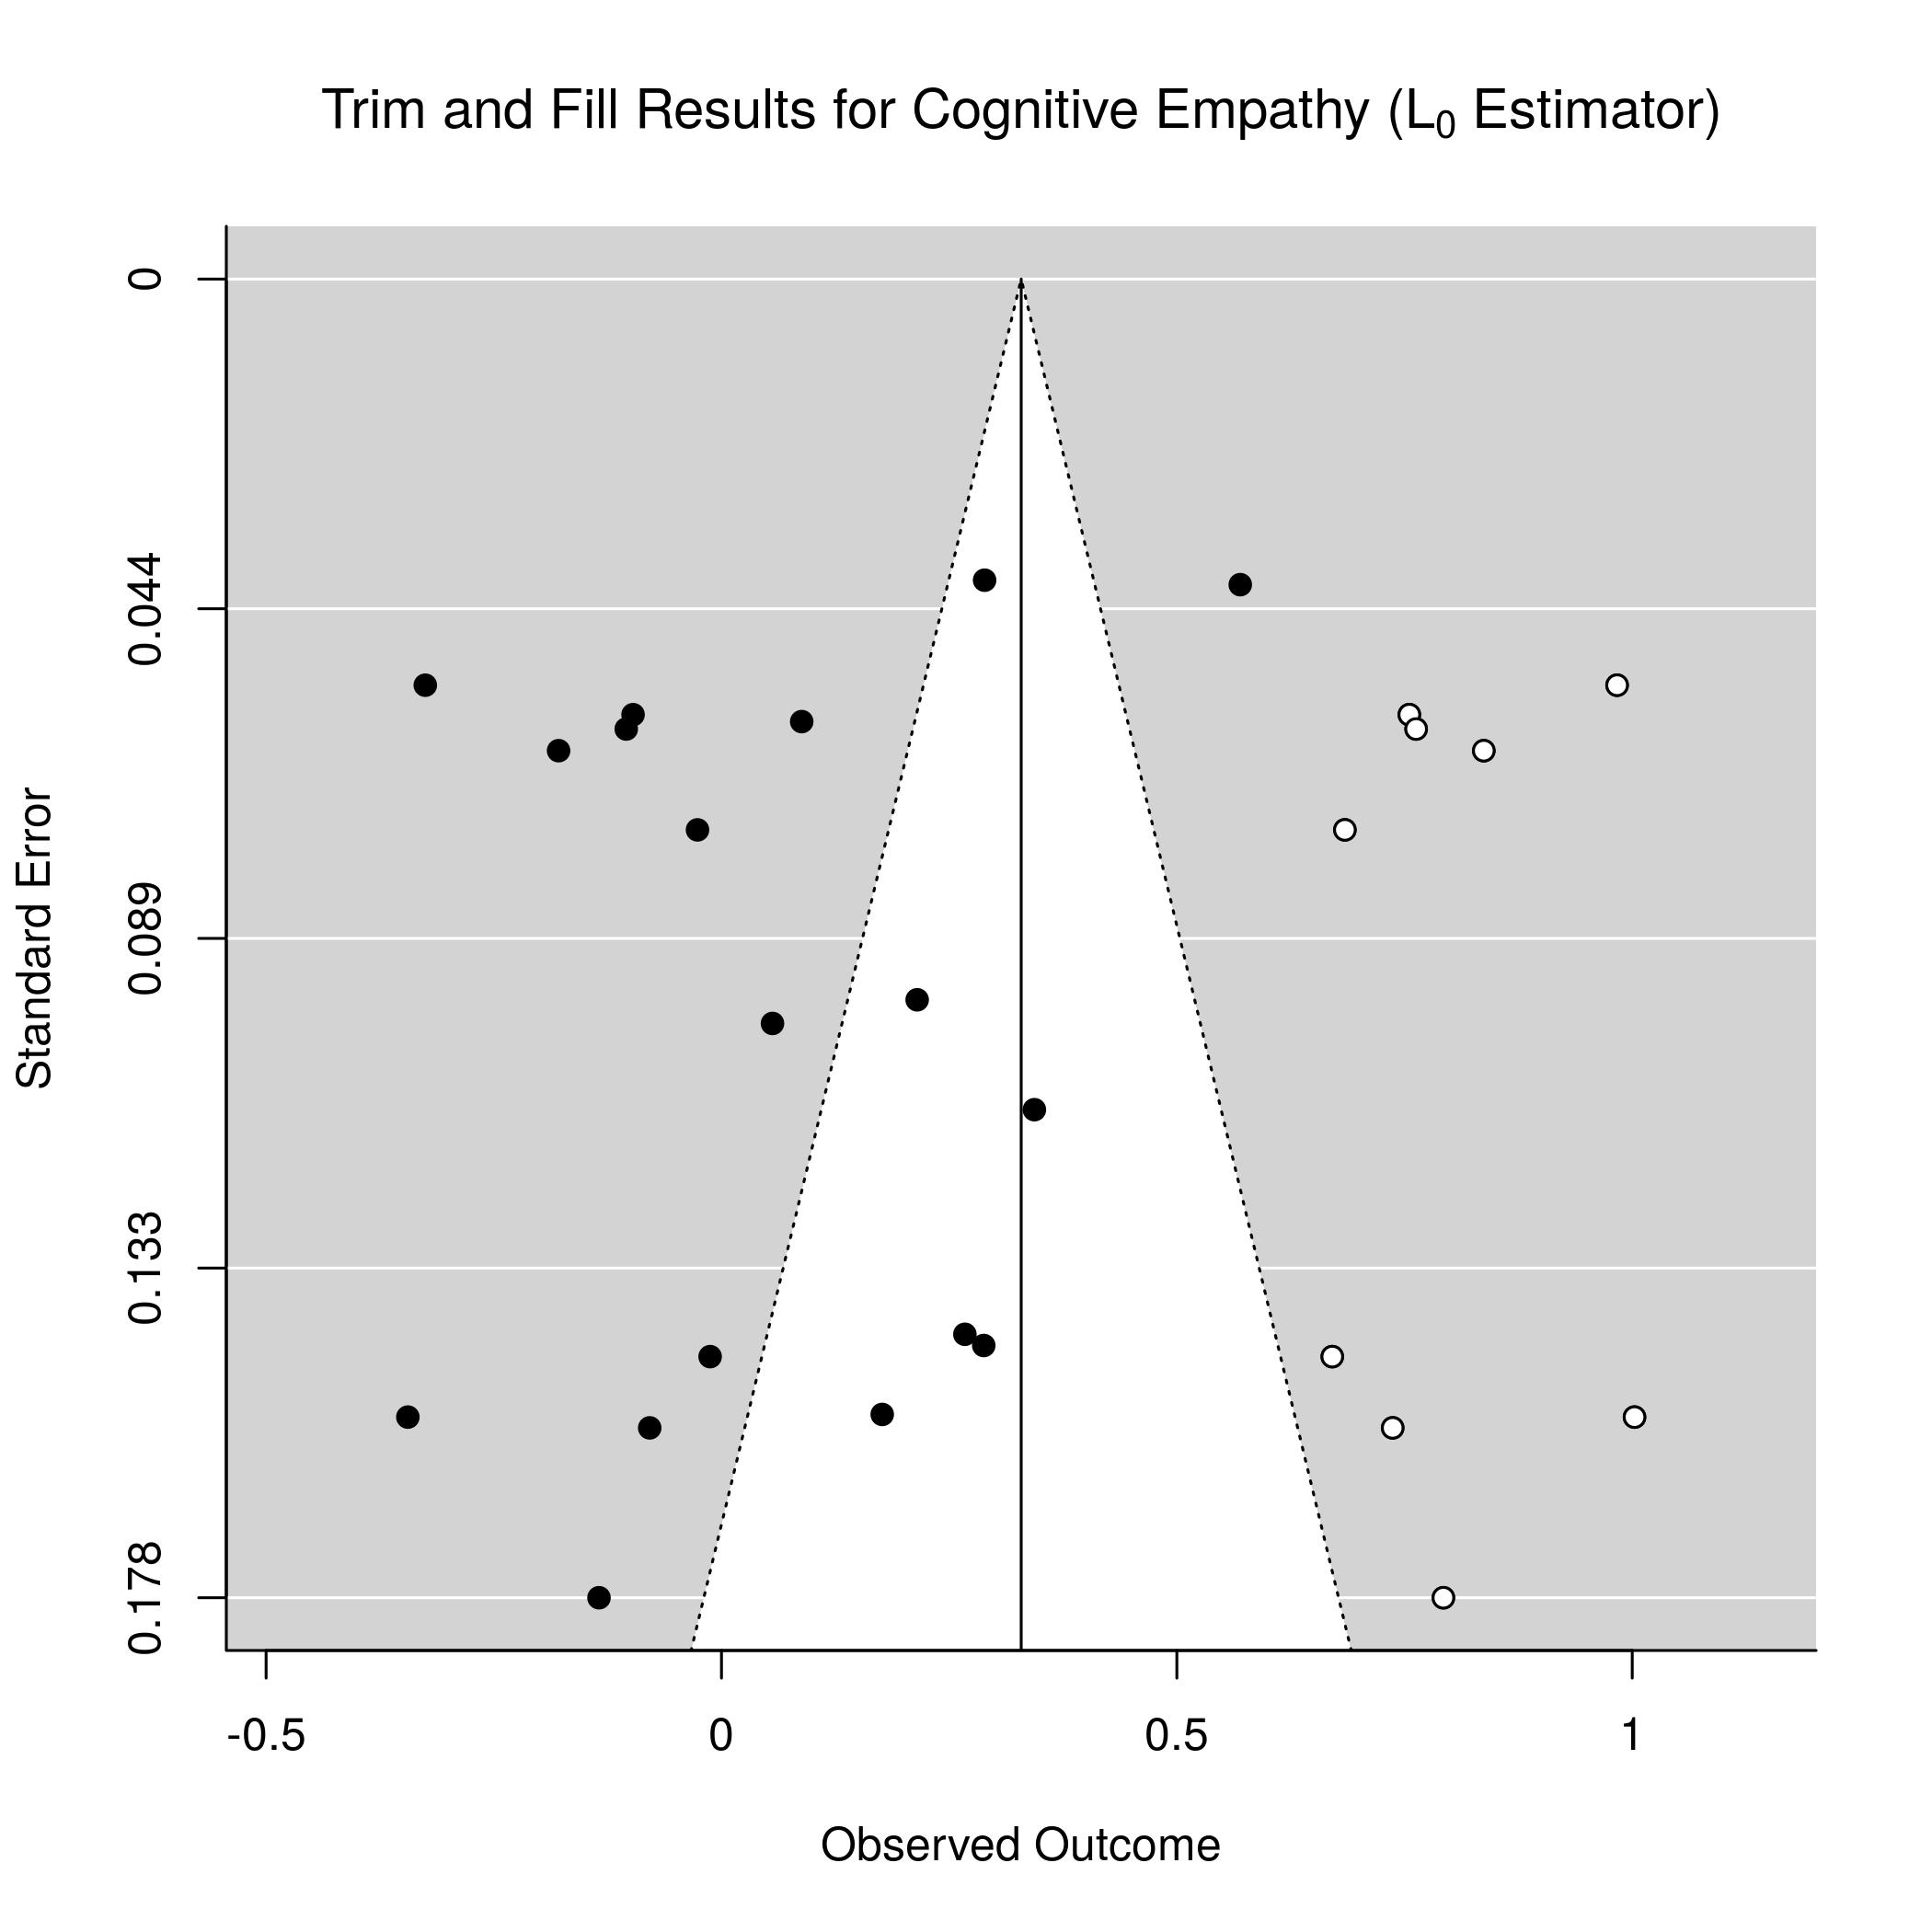 Trim and Fill Results for Cognitive Empathy (L₀ Estimator)
Standard Error
0
0.044
0.089
0.133
0.178
-0.5 0 0.5 1
Observed Outcome